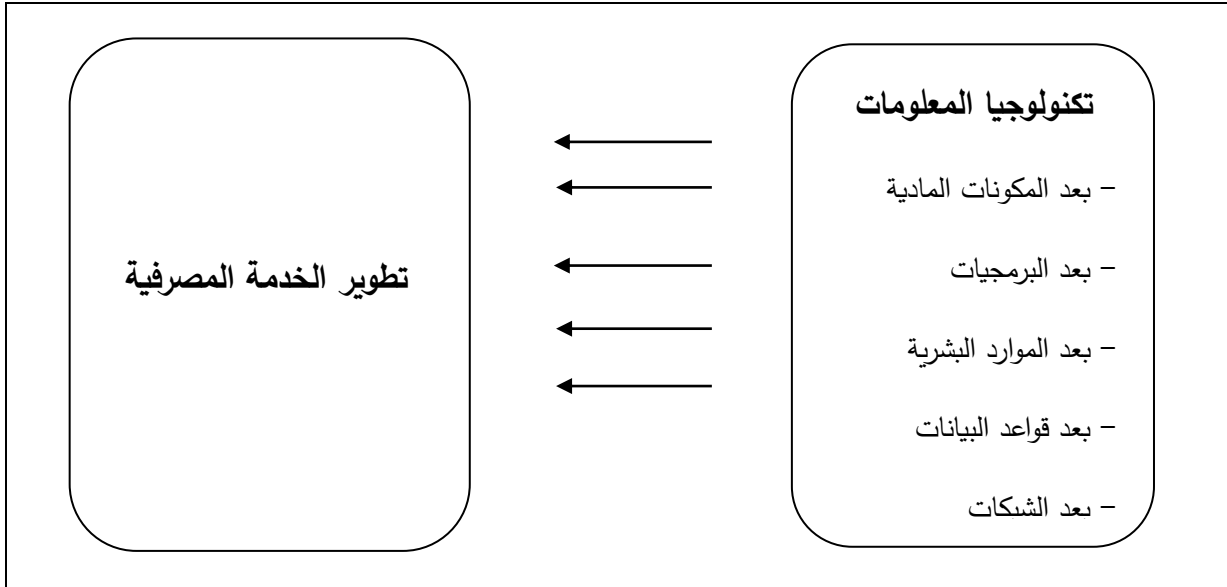 تكنولوجيا المعلومات
– بعد المكونات المادية
– بعد البرمجيات
– بعد الموارد البشرية
– بعد قواعد البيانات
– بعد الشبكات
تطوير الخدمة المصرفية